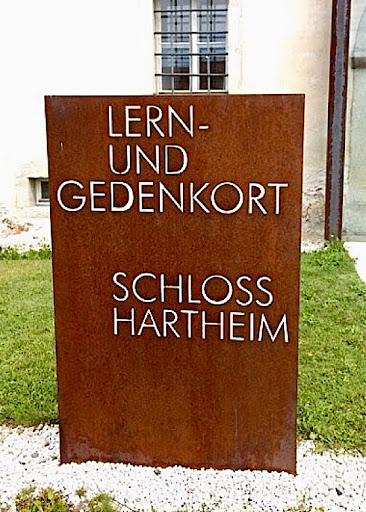 LERN-
UND
GEDENKORT
SCHLOSS
HARTHEIM